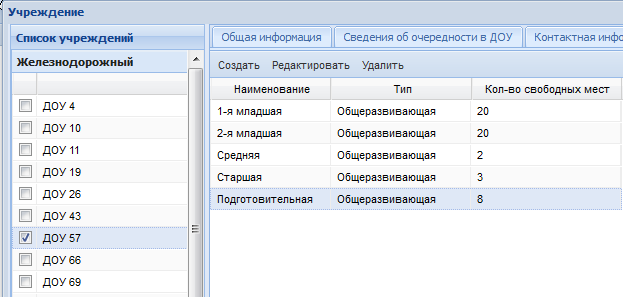 Учреждение
Список учреждений
Железнодорожный
ДОУ 4
ДОУ 10
ДОУ 11
ДОУ 19
ДОУ 26
ДОУ 43
ДОУ 57
ДОУ 66
ДОУ 69
Общая информация Сведения об очередности в ДОУ Контактная инфо
Создать Редактировать Удалить
Наименование Тип Кол-во свободных мест
1-я младшая Общеразвивающая 20
2-я младшая Общеразвивающая 20
Средняя Общеразвивающая 2
Старшая Общеразвивающая 3
Подготовительная Общеразвивающая 8